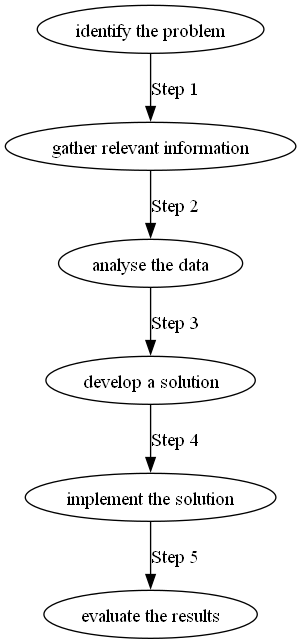 identify the problem
Step 1
gather relevant information
Step 2
analyse the data
Step 3
develop a solution
Step 4
implement the solution
Step 5
evaluate the results